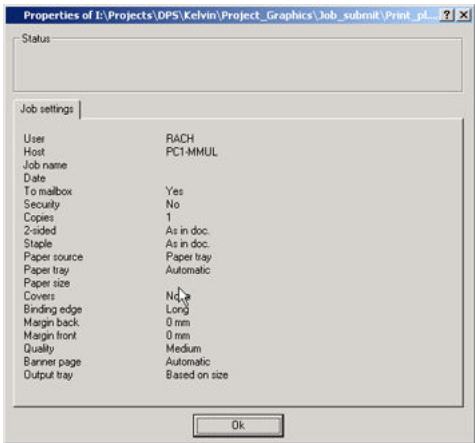 Properties of I:\Projects\DPS\Kelvin\Project_Graphics\Job_submit\Print_pl...
Status
Job settings
User RACH
Host PC1-MMUL
Job name
Date
To mailbox Yes
Security No
Copies 1
2-sided As in doc.
Staple As in doc.
Paper source Paper tray
Paper tray Automatic
Paper size
Covers None
Binding edge Long
Margin back 0 mm
Margin front 0 mm
Quality Medium
Banner page Automatic
Output tray Based on size
Ok